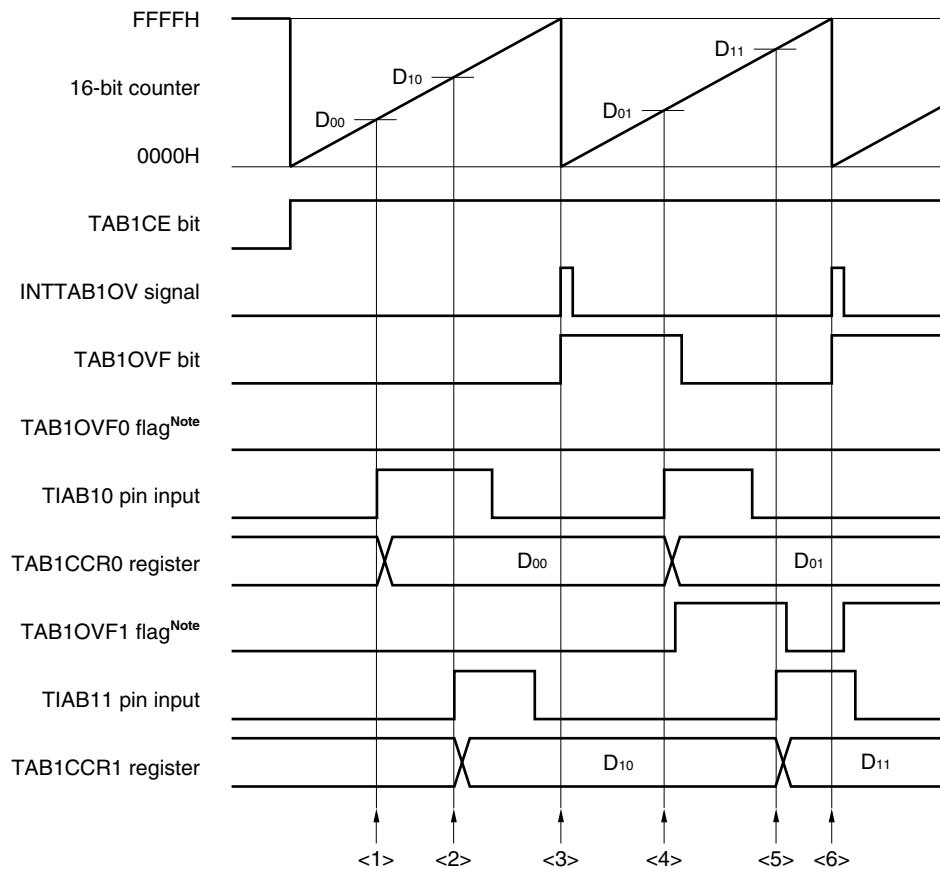 FFFFH
16-bit counter
0000H
D00
D10
D01
D11
TAB1CE bit
INTTAB1OV signal
TAB1OVF bit
TAB1OVF0 flagNote
TIAB10 pin input
TAB1CCR0 register
D00
D01
TAB1OVF1 flagNote
TIAB11 pin input
TAB1CCR1 register
D10
D11
<1> <2> <3> <4> <5> <6>